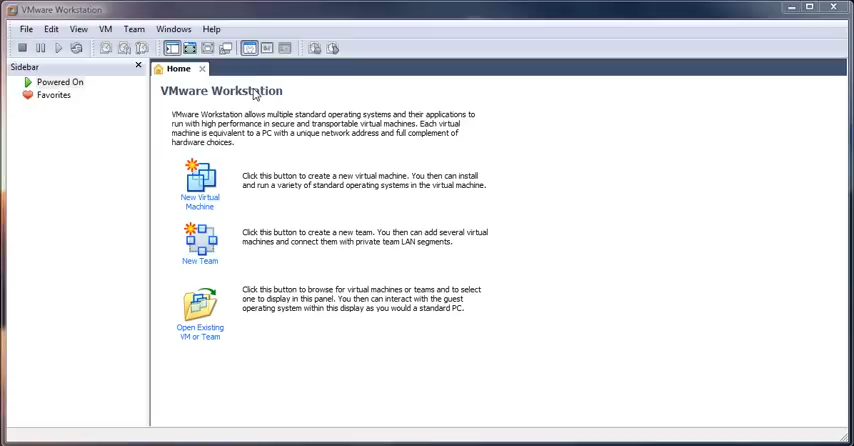 VMware Workstation
File Edit View VM Team Windows Help
Sidebar
Powered On
Favorites
Home
VMware Workstation
VMware Workstation allows multiple standard operating systems and their applications to
run with high performance in secure and transportable virtual machines. Each virtual
machine is equivalent to a PC with a unique network address and full complement of
hardware choices.
New Virtual
Machine
Click this button to create a new virtual machine. You then can install
and run a variety of standard operating systems in the virtual machine.
New Team
Click this button to create a new team. You then can add several virtual
machines and connect them with private team LAN segments.
Open Existing
VM or Team
Click this button to browse for virtual machines or teams and to select
one to display in this panel. You then can interact with the guest
operating system within this display as you would a standard PC.